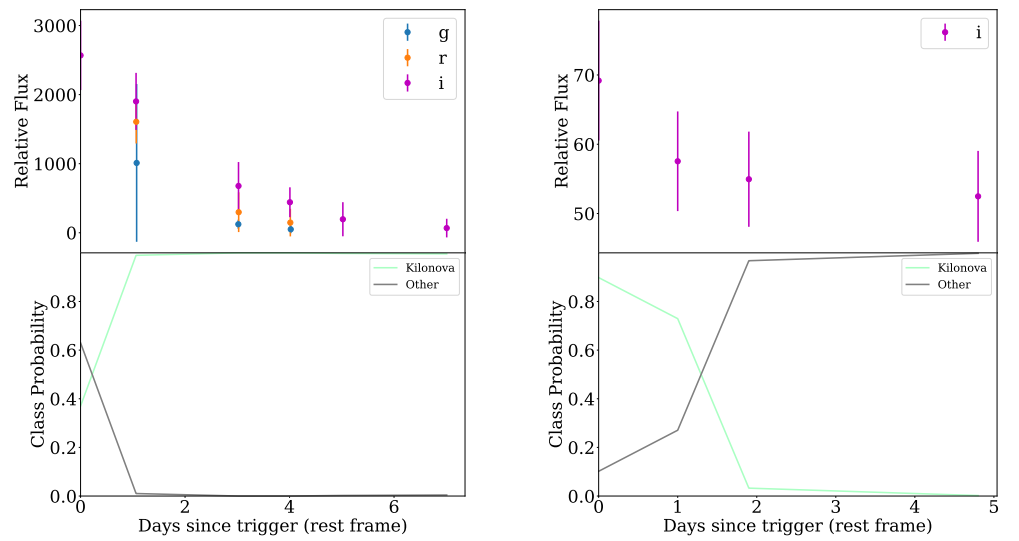 3000
2000
1000
0
Relative Flux
g
r
i
0.8
0.6
0.4
0.2
0.0
Class Probability
Kilonova
Other
0
2
4
6
Days since trigger (rest frame)
70
60
50
Relative Flux
i
0.8
0.6
0.4
0.2
0.0
Class Probability
Kilonova
Other
0
1
2
3
4
5
Days since trigger (rest frame)